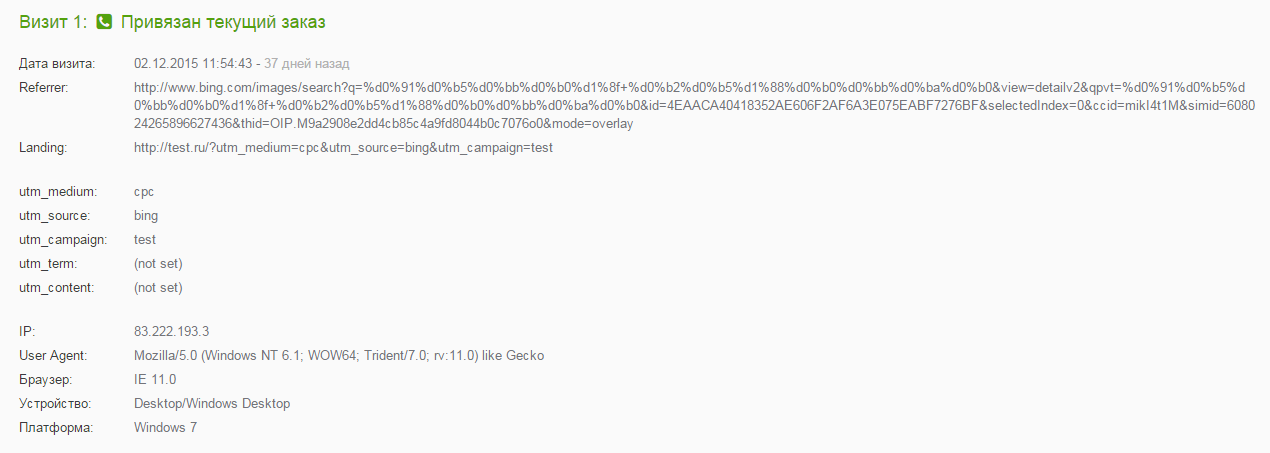 Визит 1: Привязан текущий заказ
Дата визита: 02.12.2015 11:54:43 - 37 дней назад
Referrer: http://www.bing.com/images/search?q=%d0%91%d0%b5%d0%bb%d0%b0%d1%8f+%d0%b2%d0%b5%d1%88%d0%b0%d0%bb%d0%ba%d0%b0&view=detailv2&qpvt=%d0%91%d0%b5%d
0%bb%d0%b0%d1%8f+%d0%b2%d0%b5%d1%88%d0%b0%d0%bb%d0%ba%d0%b0&id=4EAACA40418352AE606F2AF6A3E075EABF7276BF&selectedIndex=0&ccid=mikI4t1M&simid=6080
24265896627436&thid=OIP.M9a2908e2dd4cb85c4a9fd8044b0c7076o0&mode=overlay
Landing: http://test.ru/?utm_medium=cpc&utm_source=bing&utm_campaign=test
utm_medium: cpc
utm_source: bing
utm_campaign: test
utm_term: (not set)
utm_content: (not set)
IP: 83.222.193.3
User Agent: Mozilla/5.0 (Windows NT 6.1; WOW64; Trident/7.0; rv:11.0) like Gecko
Браузер: IE 11.0
Устройство: Desktop/Windows Desktop
Платформа: Windows 7